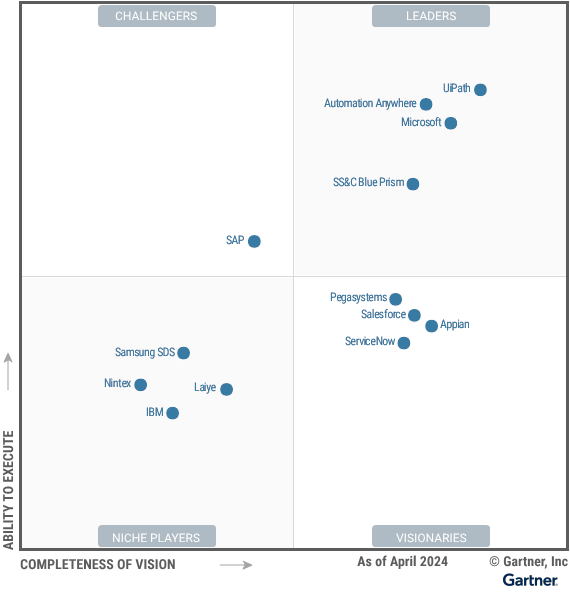 CHALLENGERS
LEADERS
UiPath
Automation Anywhere
Microsoft
SS&C Blue Prism
SAP
Pegasystems
Salesforce
Appian
ServiceNow
Samsung SDS
Nintex
Laiye
IBM
ABILITY TO EXECUTE
NICHE PLAYERS
VISIONARIES
COMPLETENESS OF VISION
As of April 2024
© Gartner, Inc
Gartner